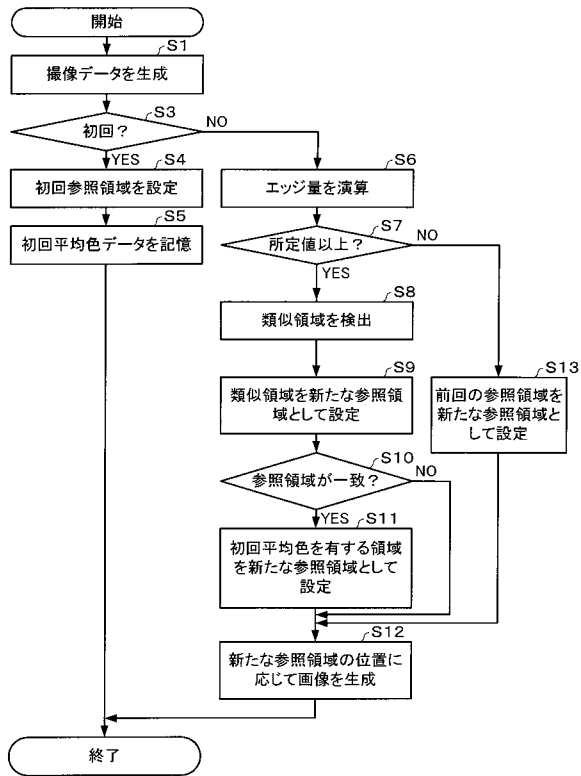 開始
S1
撮像データを生成
S3
初回?
NO
YES
S4
初回参照領域を設定
S5
初回平均色データを記憶
S6
エッジ量を演算
S7
所定値以上?
NO
YES
S8
類似領域を検出
S9
類似領域を新たな参照領
域として設定
S13
前回の参照領域を
新たな参照領域と
して設定
S10
参照領域が一致?
NO
YES
S11
初回平均色を有する領域
を新たな参照領域として
設定
S12
新たな参照領域の位置に
応じて画像を生成
終了